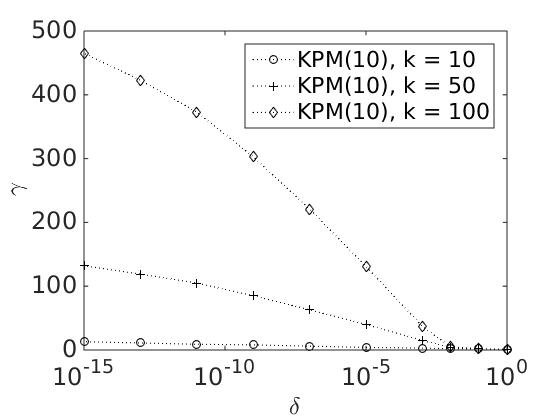 500
400
300
200
100
0
γ
KPM(10), k = 10
KPM(10), k = 50
KPM(10), k = 100
10^-15 10^-10 10^-5 10^0
δ